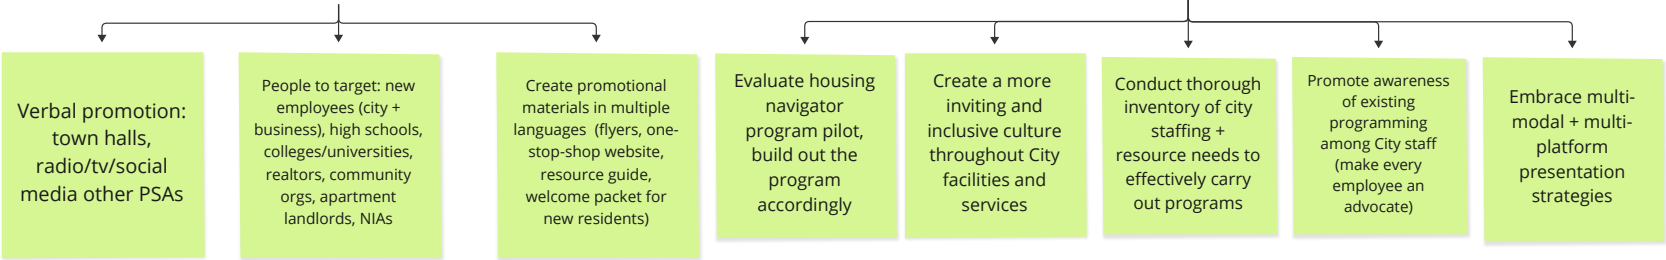 Verbal promotion:
town halls,
radio/tv/social
media other PSAs
People to target: new
employees (city +
business), high schools,
colleges/universities,
realtors, community
orgs, apartment
landlords, NIAs
Create promotional
materials in multiple
languages (flyers, one-
stop-shop website,
resource guide,
welcome packet for
new residents)
Evaluate housing
navigator
program pilot,
build out the
program
accordingly
Create a more
inviting and
inclusive culture
throughout City
facilities and
services
Conduct thorough
inventory of city
staffing +
resource needs to
effectively carry
out programs
Promote awareness
of existing
programming
among City staff
(make every
employee an
advocate)
Embrace multi-
modal + multi-
platform
presentation
strategies